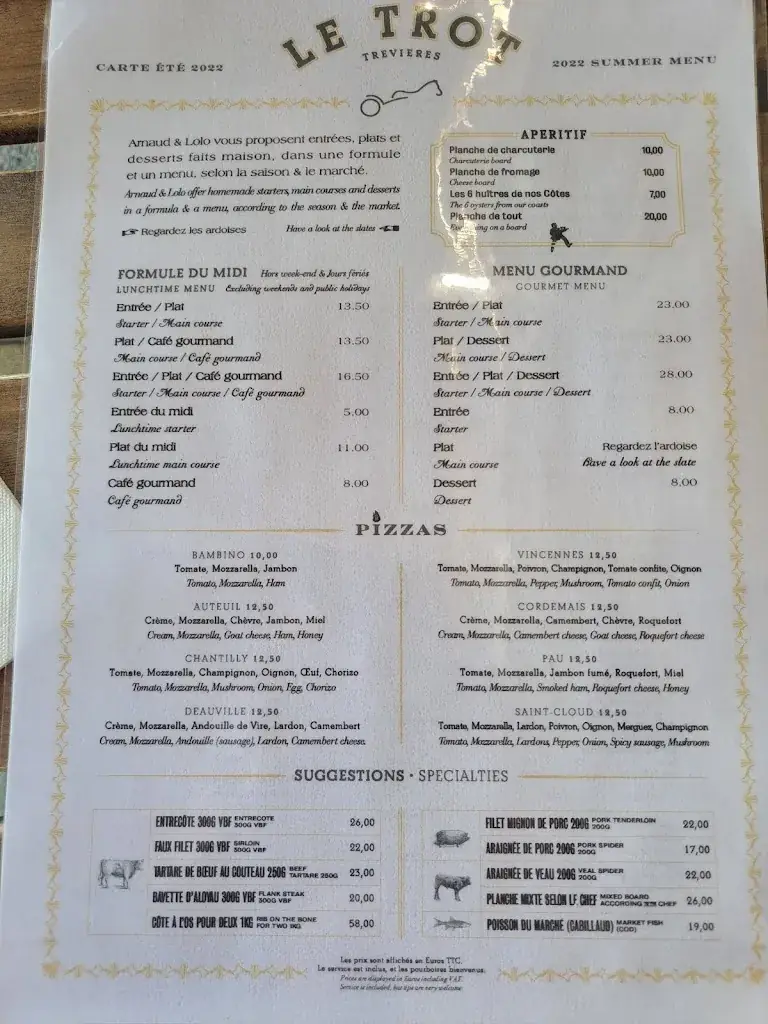 LE TROT
TREVIERES
CARTE ÉTÉ 2022
2022 SUMMER MENU
Arnaud & Lolo vous proposent entrées, plats et
desserts faits maison, dans une formule
et un menu, selon la saison & le marché.
Arnaud & Lolo offer homemade starters, main courses and desserts
in a formula & a menu, according to the season & the market.
Regardez les ardoises Have a look at the slates
APERITIF
Planche de charcuterie 10,00
Charcuterie board
Planche de fromage 10,00
Cheese board
Les 6 huîtres de nos Côtes 7,00
The 6 oysters from our coasts
Planche de tout 20,00
Everything on a board
FORMULE DU MIDI Hors week-end & Jours fériés
LUNCHTIME MENU Excluding weekends and public holidays
Entrée / Plat 13.50
Starter / Main course
Plat / Café gourmand 13.50
Main course / Café gourmand
Entrée / Plat / Café gourmand 16.50
Starter / Main course / Café gourmand
Entrée du midi 5.00
Lunchtime starter
Plat du midi 11.00
Lunchtime main course
Café gourmand 8.00
Café gourmand
MENU GOURMAND
GOURMET MENU
Entrée / Plat 23.00
Starter / Main course
Plat / Dessert 23.00
Main course / Dessert
Entrée / Plat / Dessert 28.00
Starter / Main course / Dessert
Entrée 8.00
Starter
Plat Regardez l'ardoise
Main course Have a look at the slate
Dessert 8.00
Dessert
PIZZAS
BAMBINO 10,00
Tomate, Mozzarella, Jambon
Tomato, Mozzarella, Ham
AUTEUIL 12,50
Crème, Mozzarella, Chèvre, Jambon, Miel
Cream, Mozzarella, Goat cheese, Ham, Honey
CHANTILLY 12,50
Tomate, Mozzarella, Champignon, Oignon, Œuf, Chorizo
Tomato, Mozzarella, Mushroom, Onion, Egg, Chorizo
DEAUVILLE 12,50
Crème, Mozzarella, Andouille de Vire, Lardon, Camembert
Cream, Mozzarella, Andouille (sausage), Lardon, Camembert cheese
VINCENNES 12,50
Tomate, Mozzarella, Poivron, Champignon, Tomate confite, Oignon
Tomato, Mozzarella, Pepper, Mushroom, Tomato confit, Onion
CORDEMAIS 12,50
Crème, Mozzarella, Camembert, Chèvre, Roquefort
Cream, Mozzarella, Camembert cheese, Goat cheese, Roquefort cheese
PAU 12,50
Tomate, Mozzarella, Jambon fumé, Roquefort, Miel
Tomato, Mozzarella, Smoked ham, Roquefort cheese, Honey
SAINT-CLOUD 12,50
Tomate, Mozzarella, Lardon, Poivron, Oignon, Merguez, Champignon
Tomato, Mozzarella, Lardons, Pepper, Onion, Spicy sausage, Mushroom
SUGGESTIONS • SPECIALTIES
ENTRECÔTE 300G VBF ENTRECOTE 300G VBF 26,00
FAUX FILET 300G VBF SIRLOIN 300G VBF 22,00
TARTARE DE BŒUF AU COUTEAU 250G BEEF TARTARE 250G 23,00
BAVETTE D'ALOYAU 300G VBF FLANK STEAK 300G VBF 20,00
CÔTE À L'OS POUR DEUX 1KG RIB ON THE BONE FOR TWO 1KG 58,00
FILET MIGNON DE PORC 200G PORK TENDERLOIN 200G 22,00
ARAIGNÉE DE PORC 200G PORK SPIDER 200G 17,00
ARAIGNÉE DE VEAU 200G VEAL SPIDER 200G 22,00
PLANCHE MIXTE SELON LE CHEF MIXED BOARD ACCORDING THE CHEF 26,00
POISSON DU MARCHÉ (CABILLAUD) MARKET FISH (COD) 19,00
Les prix sont affichés en Euros TTC.
Le service est inclus, et les pourboires bienvenus.
Prices are displayed in Euros including VAT.
Service is included, but tips are very welcome.